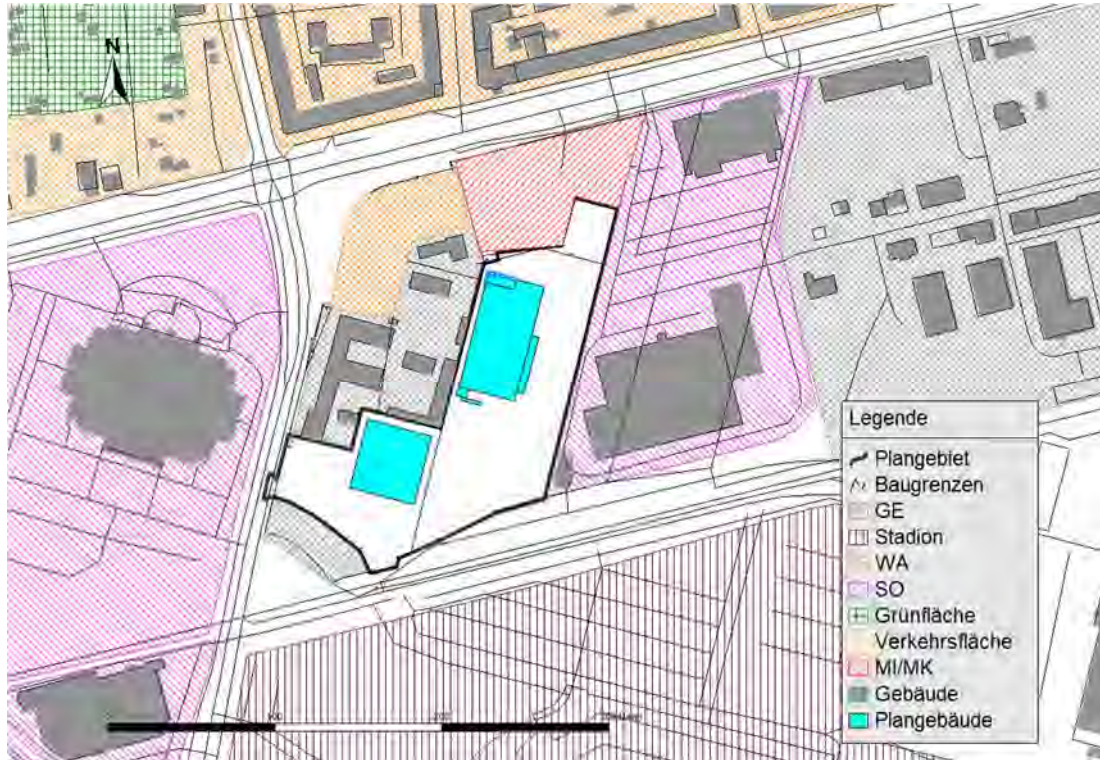 N
Legende
Plangebiet
Baugrenzen
GE
Stadion
WA
SO
Grünfläche
Verkehrsfläche
MI/MK
Gebäude
Plangebäude